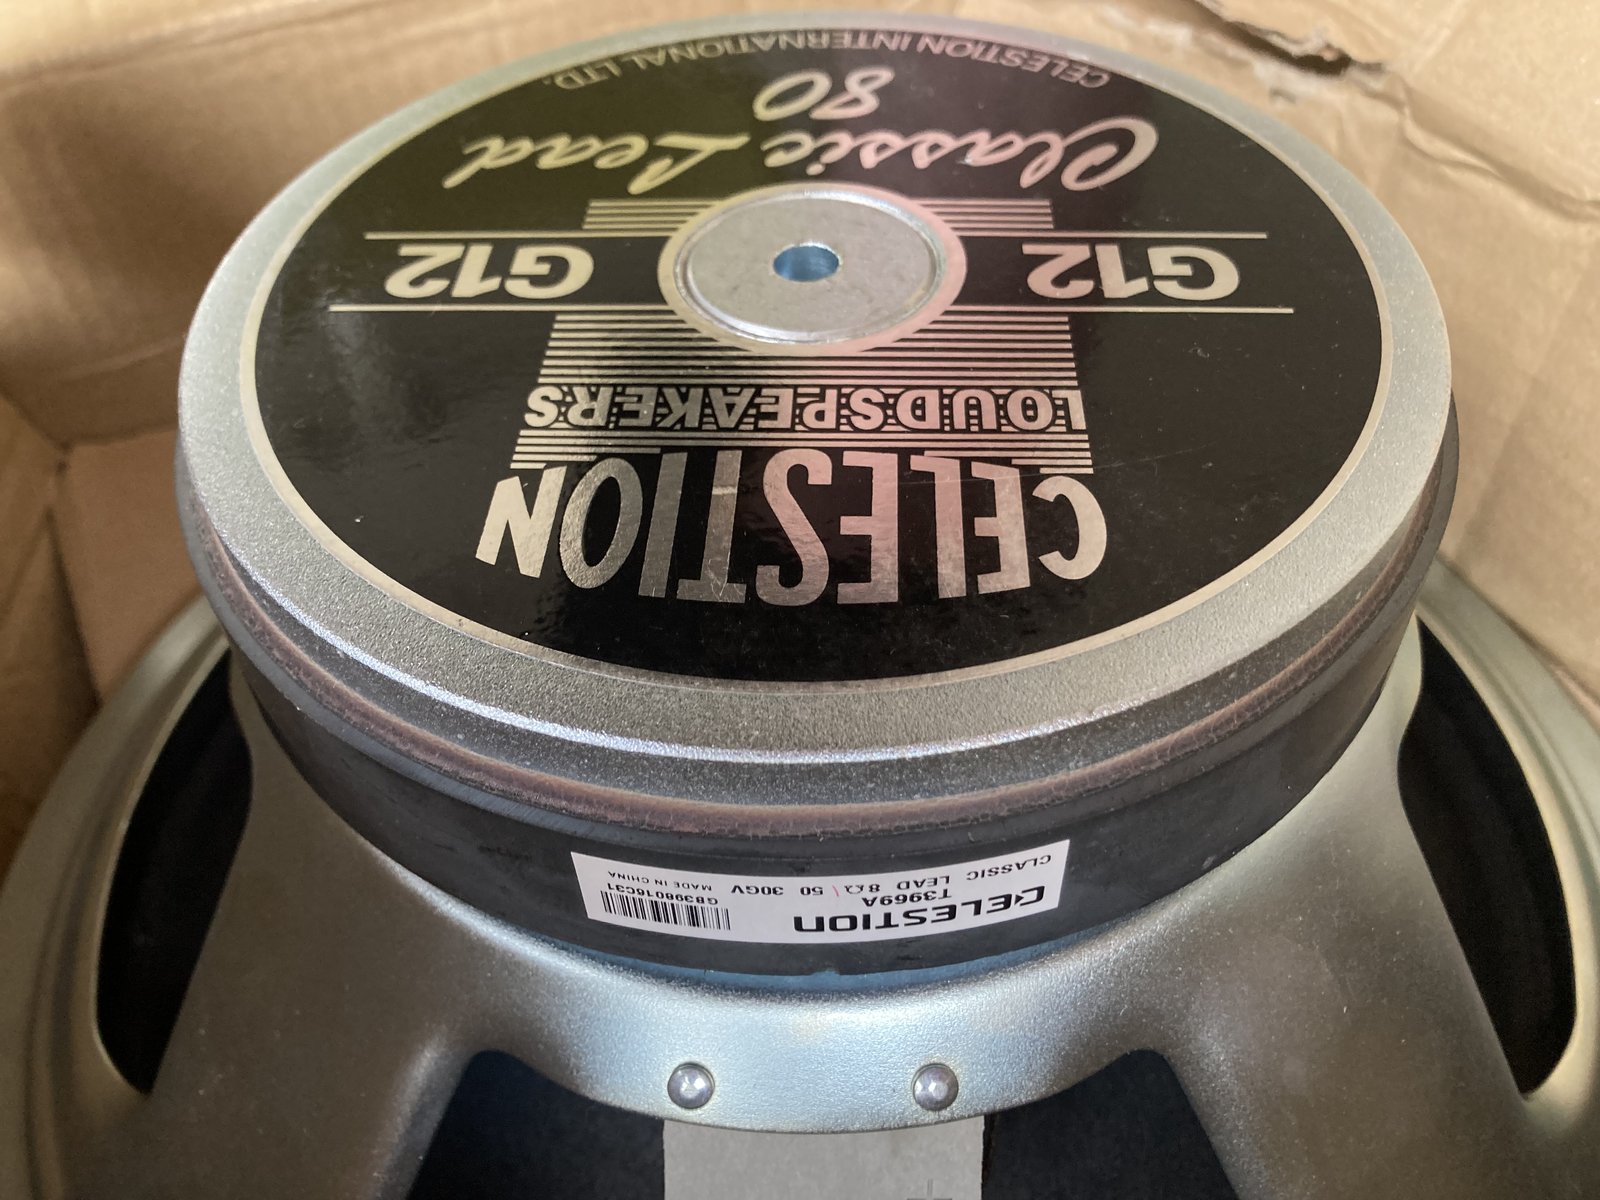 CELESTION
LOUDSPEAKERS
G12 G12
Classic Lead
80
CELESTION INTERNATIONAL LTD.
CELESTION
T3969A
CLASSIC LEAD 8Ω 50 30GV
GB398016C31
MADE IN CHINA